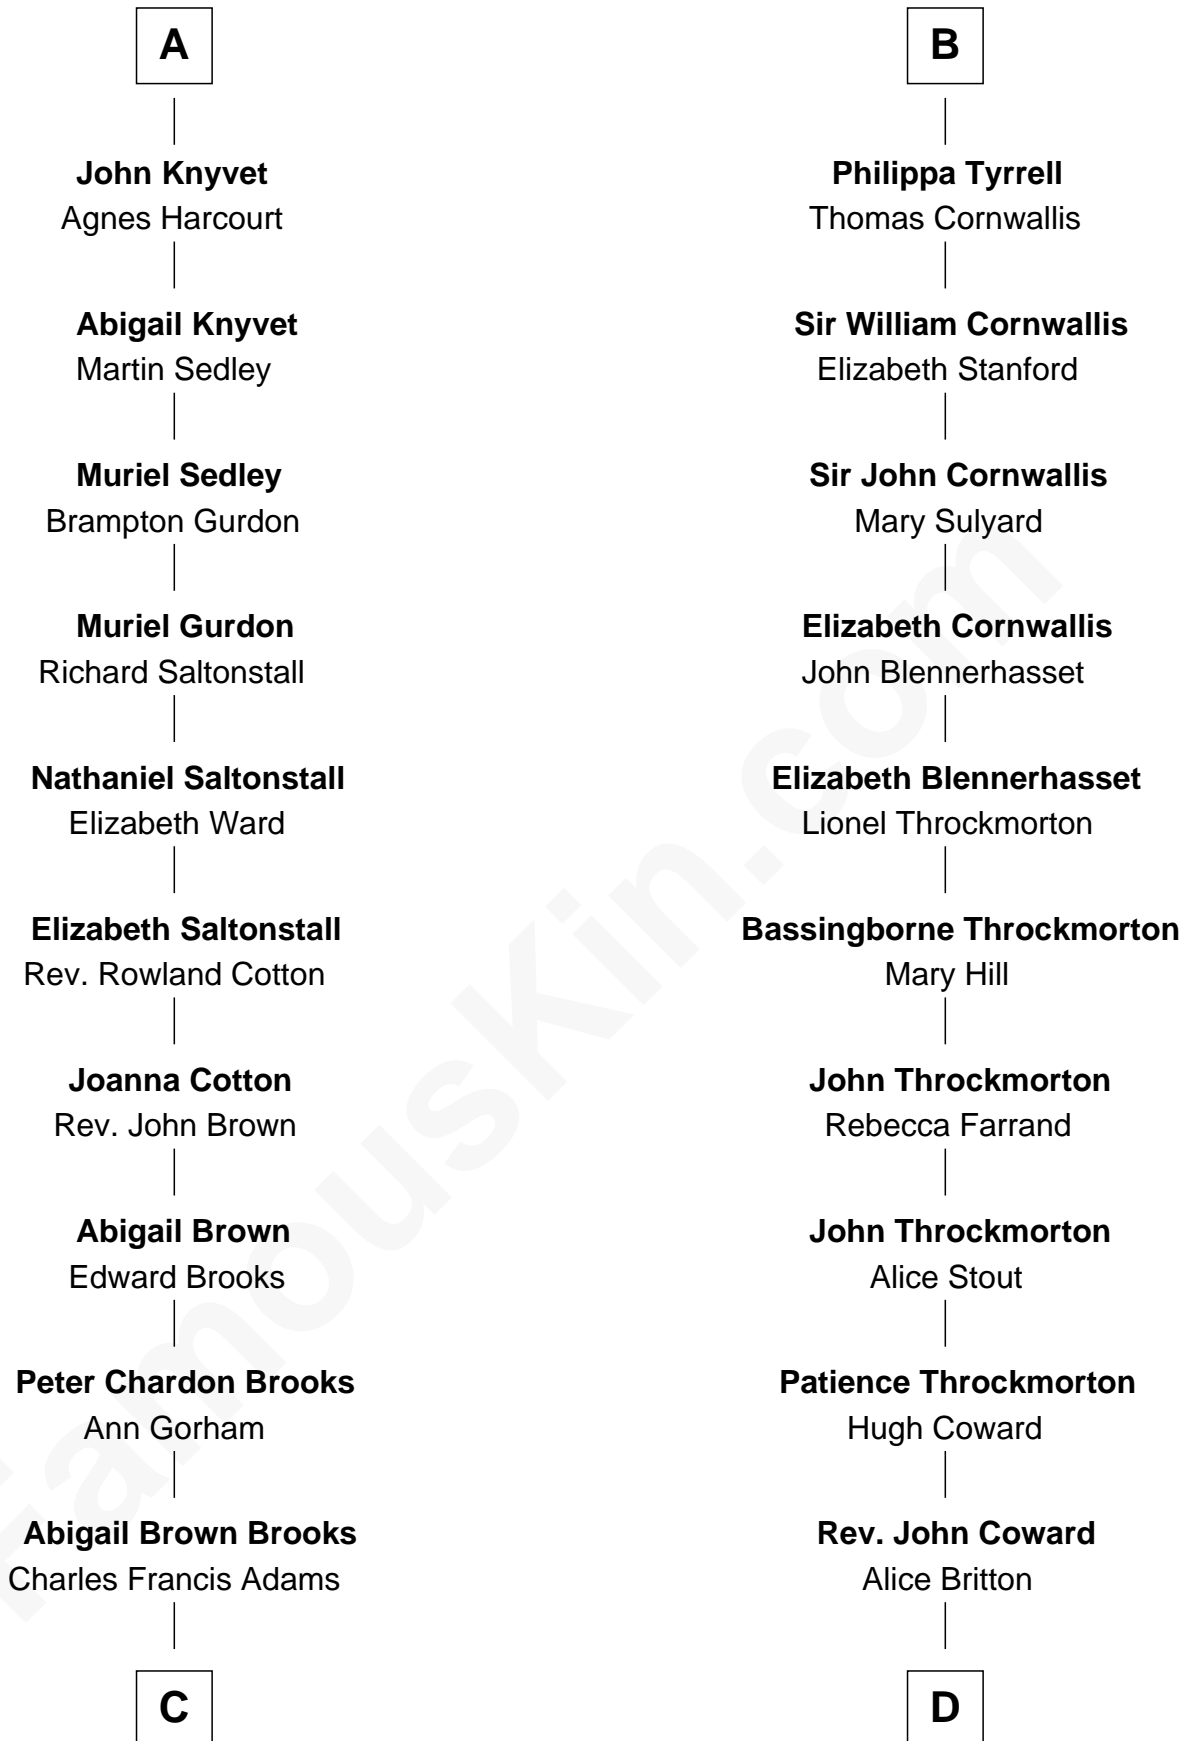 A
John Knyvet
Agnes Harcourt
Abigail Knyvet
Martin Sedley
Muriel Sedley
Brampton Gurdon
Muriel Gurdon
Richard Saltonstall
Nathaniel Saltonstall
Elizabeth Ward
Elizabeth Saltonstall
Rev. Rowland Cotton
Joanna Cotton
Rev. John Brown
Abigail Brown
Edward Brooks
Peter Chardon Brooks
Ann Gorham
Abigail Brown Brooks
Charles Francis Adams
C
B
Philippa Tyrrell
Thomas Cornwallis
Sir William Cornwallis
Elizabeth Stanford
Sir John Cornwallis
Mary Sulyard
Elizabeth Cornwallis
John Blennerhasset
Elizabeth Blennerhasset
Lionel Throckmorton
Bassingborne Throckmorton
Mary Hill
John Throckmorton
Rebecca Farrand
John Throckmorton
Alice Stout
Patience Throckmorton
Hugh Coward
Rev. John Coward
Alice Britton
D
FamousKin.com